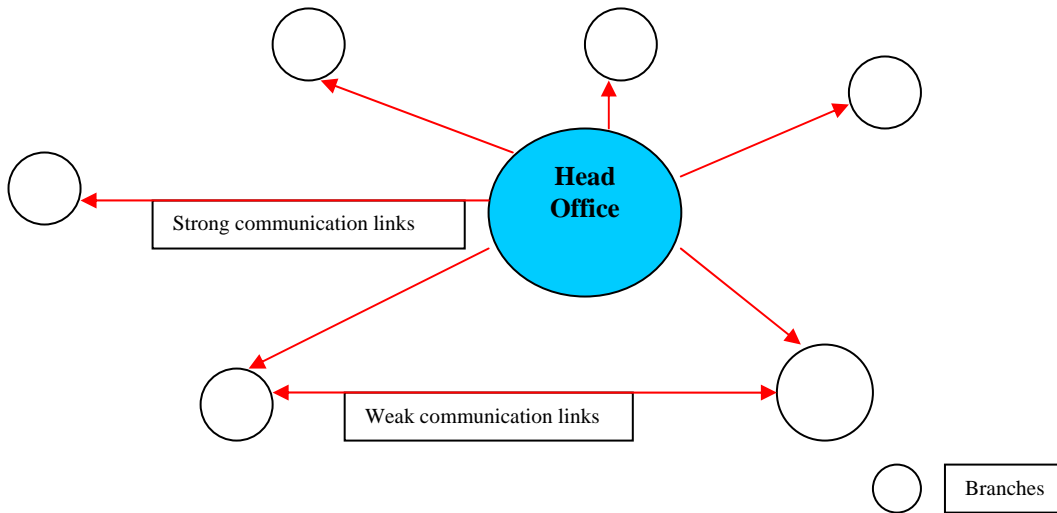 Head
Office
Strong communication links
Weak communication links
Branches